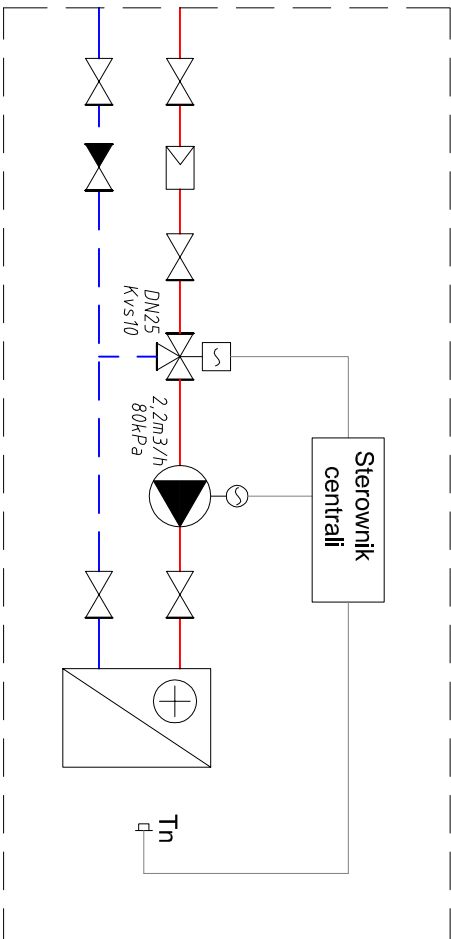 Sterownik
centrali
DN25
Kvs10
2,2m3/h
80kPa
Tn